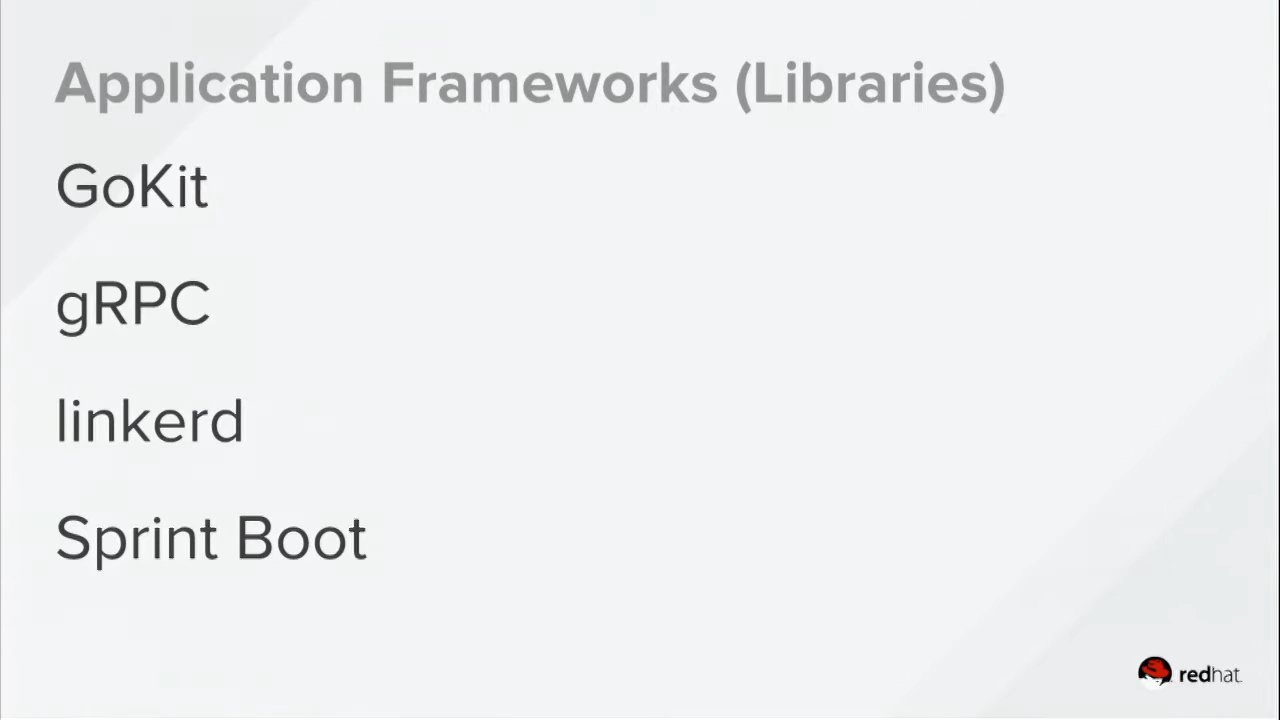 Application Frameworks (Libraries)
GoKit
gRPC
linkerd
Sprint Boot
redhat.